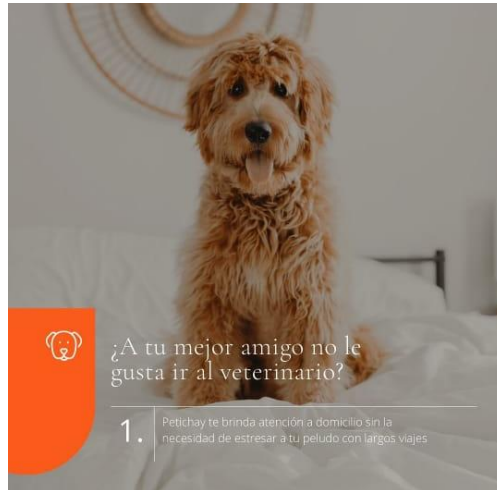 ¿A tu mejor amigo no le
gusta ir al veterinario?
1.
Petichay te brinda atención a domicilio sin la
necesidad de estresar a tu peludo con largos viajes